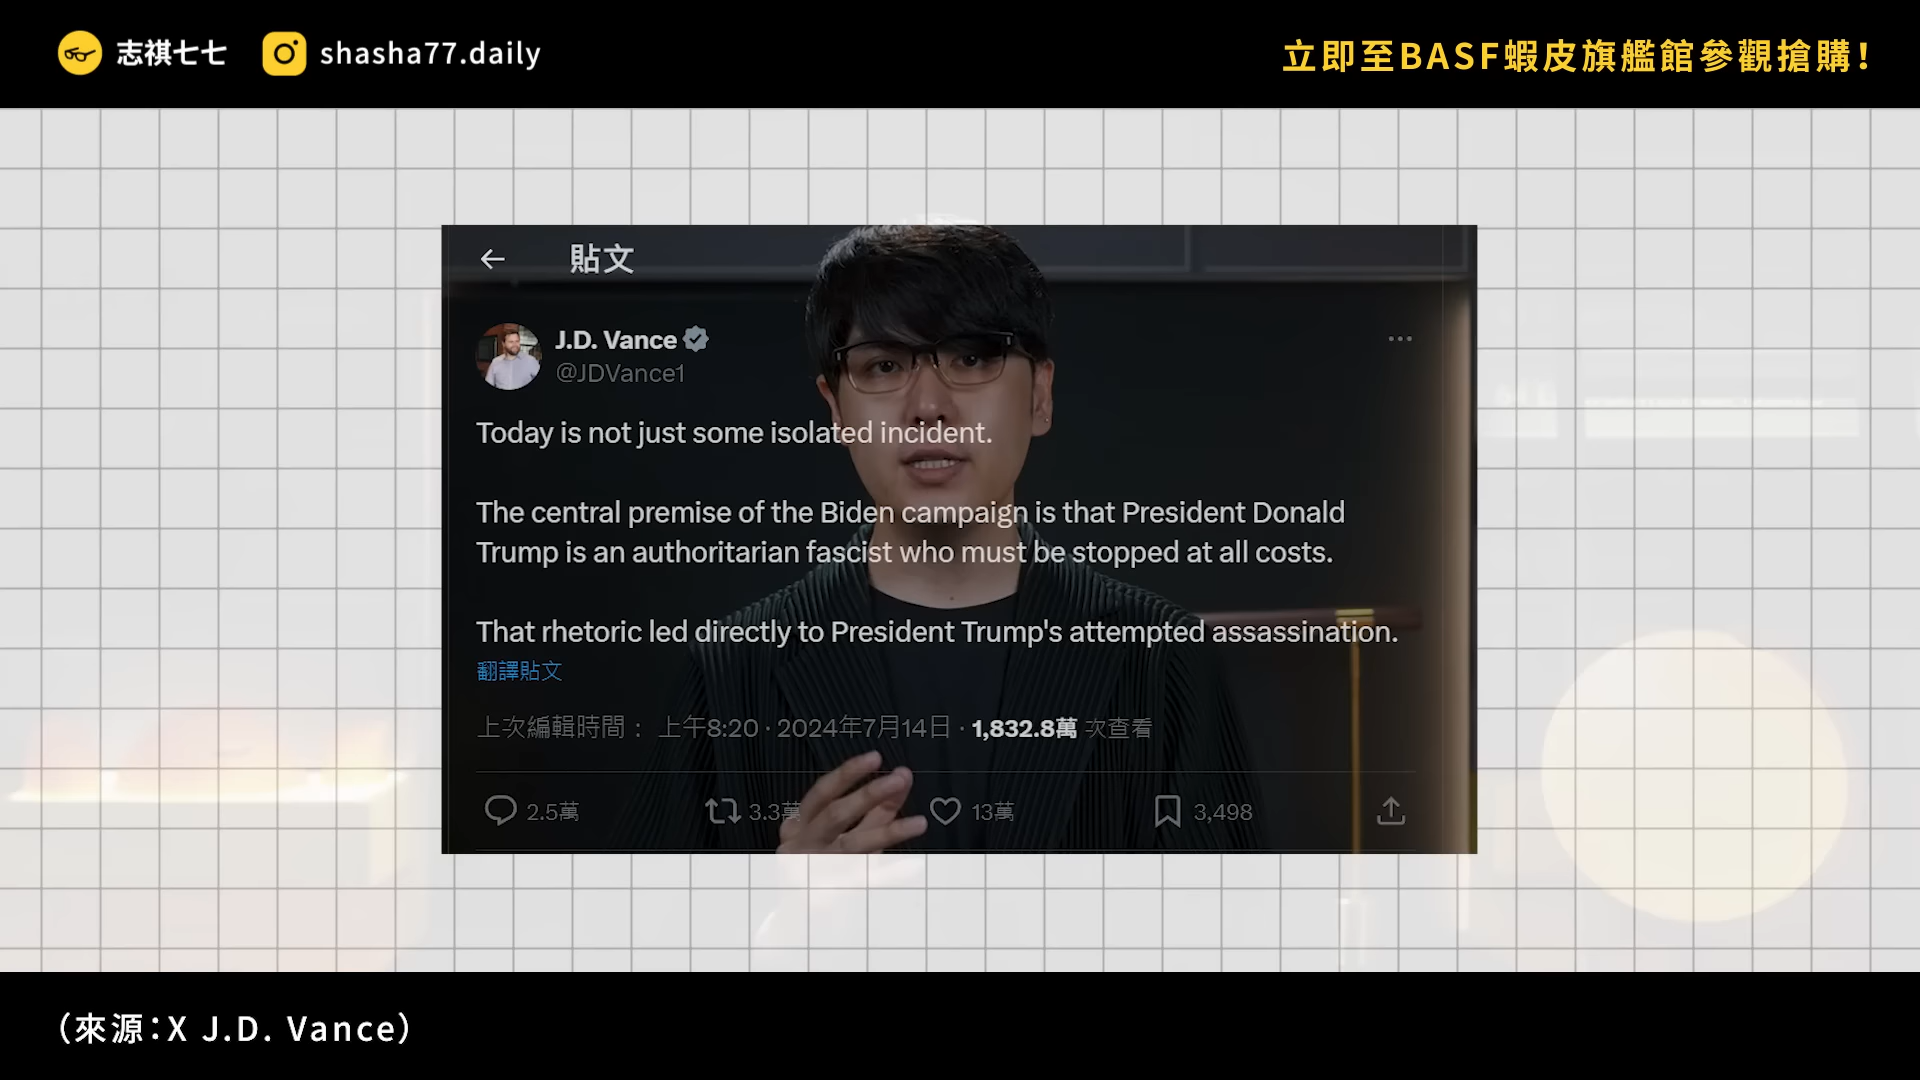 志祺七七 shasha77.daily 立即至BASF蝦皮旗艦館參觀搶購！
貼文
J.D. Vance
@JDVance1
Today is not just some isolated incident.
The central premise of the Biden campaign is that President Donald
Trump is an authoritarian fascist who must be stopped at all costs.
That rhetoric led directly to President Trump's attempted assassination.
翻譯貼文
上次編輯時間： 上午8:20 · 2024年7月14日 · 1,832.8萬 次查看
2.5萬 3.3萬 13萬 3,498
（來源：X J.D. Vance）